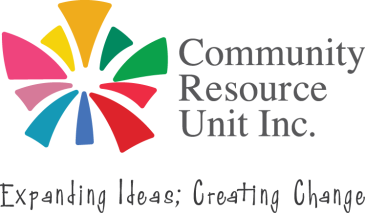 Community
Resource
Unit Inc.
Expanding Ideas; Creating Change